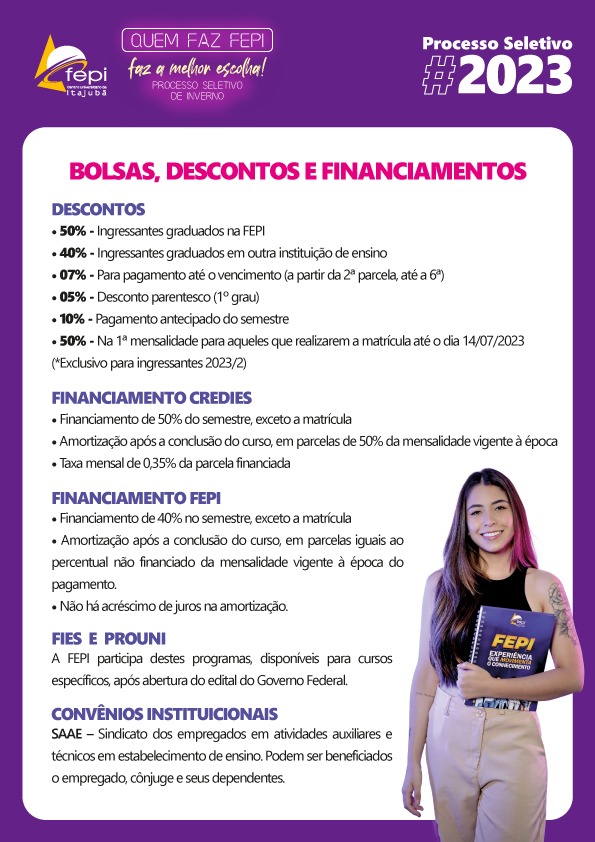 fepi
Centro Universitário de
Itajubá
QUEM FAZ FEPI
faz a melhor escolha!
PROCESSO SELETIVO
DE INVERNO
Processo Seletivo
#2023
BOLSAS, DESCONTOS E FINANCIAMENTOS
DESCONTOS
• 50% - Ingressantes graduados na FEPI
• 40% - Ingressantes graduados em outra instituição de ensino
• 07% - Para pagamento até o vencimento (a partir da 2ª parcela, até a 6ª)
• 05% - Desconto parentesco (1º grau)
• 10% - Pagamento antecipado do semestre
• 50% - Na 1ª mensalidade para aqueles que realizarem a matrícula até o dia 14/07/2023
(*Exclusivo para ingressantes 2023/2)
FINANCIAMENTO CREDIES
• Financiamento de 50% do semestre, exceto a matrícula
• Amortização após a conclusão do curso, em parcelas de 50% da mensalidade vigente à época
• Taxa mensal de 0,35% da parcela financiada
FINANCIAMENTO FEPI
• Financiamento de 40% no semestre, exceto a matrícula
• Amortização após a conclusão do curso, em parcelas iguais ao
percentual não financiado da mensalidade vigente à época do
pagamento.
• Não há acréscimo de juros na amortização.
FIES E PROUNI
A FEPI participa destes programas, disponíveis para cursos
específicos, após abertura do edital do Governo Federal.
CONVÊNIOS INSTITUICIONAIS
SAAE – Sindicato dos empregados em atividades auxiliares e
técnicos em estabelecimento de ensino. Podem ser beneficiados
o empregado, cônjuge e seus dependentes.
FEPI
EXPERIÊNCIA
QUE MOVIMENTA
O CONHECIMENTO